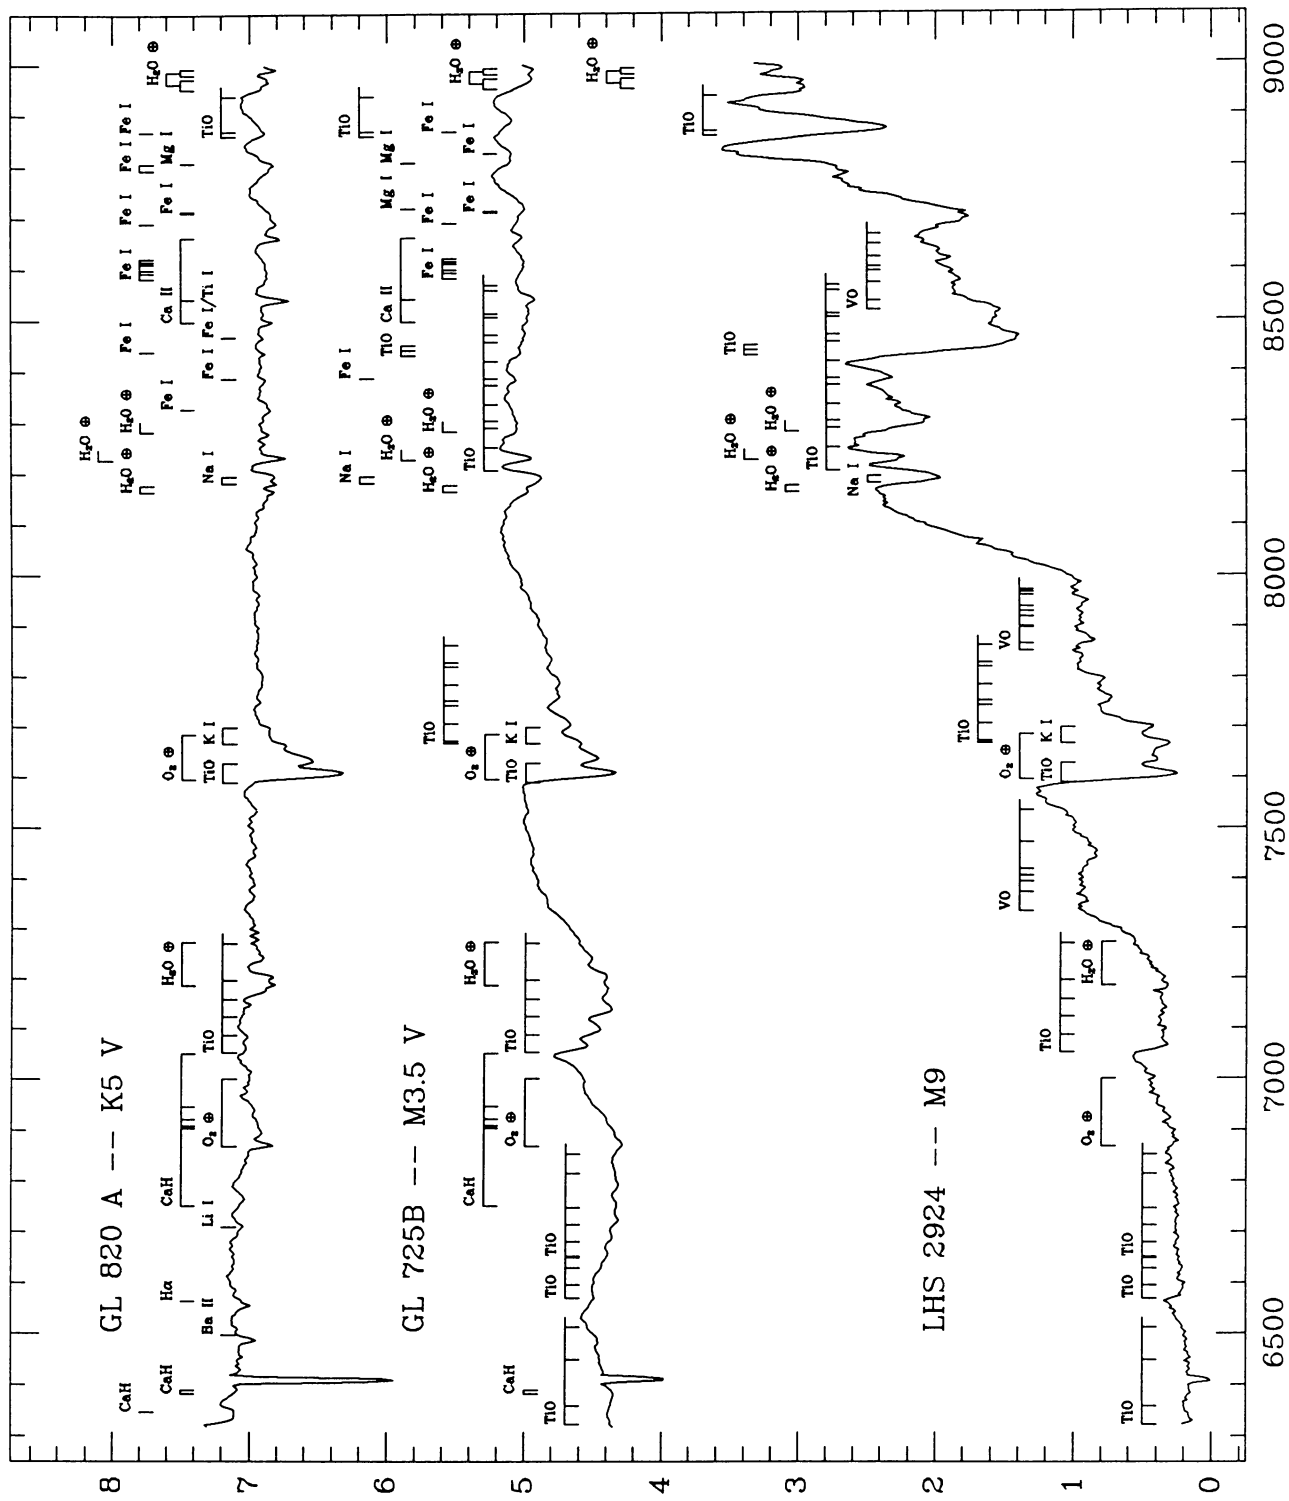 8
7
6
5
4
3
2
1
0
H₂O ⊕
GL 820 A -- K5 V
CaH H₂O ⊕ H₂O ⊕ Fe I Fe I Fe I Fe I Fe I
H₂O ⊕
CaH Hα CaH H₂O ⊕ O₂ ⊕ Fe I Ca II Fe I Mg I
Ba II Li I O₂ ⊕ TiO TiO K I Na I Fe I Fe I/Ti I TiO
Na I Fe I TiO
H₂O ⊕ TiO Ca II Mg I Mg I
GL 725B -- M3.5 V
TiO H₂O ⊕ H₂O ⊕ Fe I Fe I Fe I
H₂O ⊕
CaH H₂O ⊕ O₂ ⊕ TiO Fe I Fe I
CaH O₂ ⊕ TiO TiO K I
TiO TiO TiO
H₂O ⊕
TiO
H₂O ⊕ TiO
H₂O ⊕ H₂O ⊕
TiO
Na I VO
LHS 2924 -- M9
TiO
VO O₂ ⊕ VO
TiO TiO K I
O₂ ⊕ H₂O ⊕
TiO TiO TiO
6500 7000 7500 8000 8500 9000